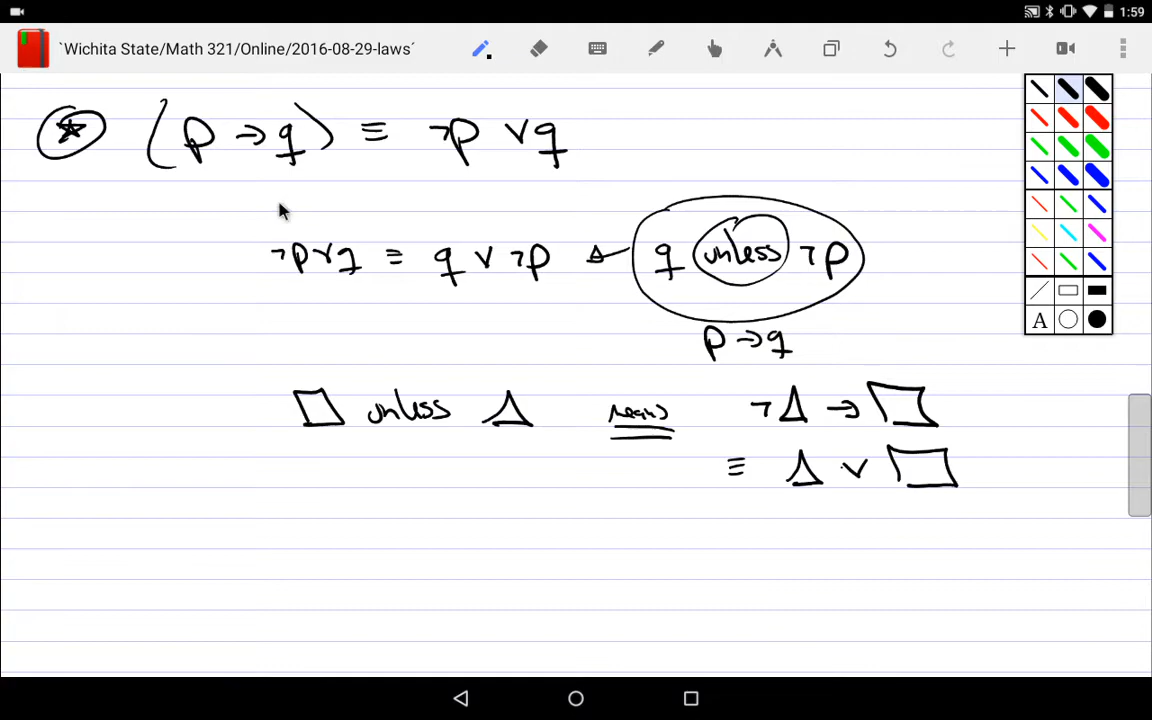 1:59
`Wichita State/Math 321/Online/2016-08-29-laws´
(p → q) ≡ ¬p ∨ q
¬p ∨ q ≡ q ∨ ¬p q unless ¬p
p → q
□ unless △ means ¬△ → □
≡ △ ∨ □
A